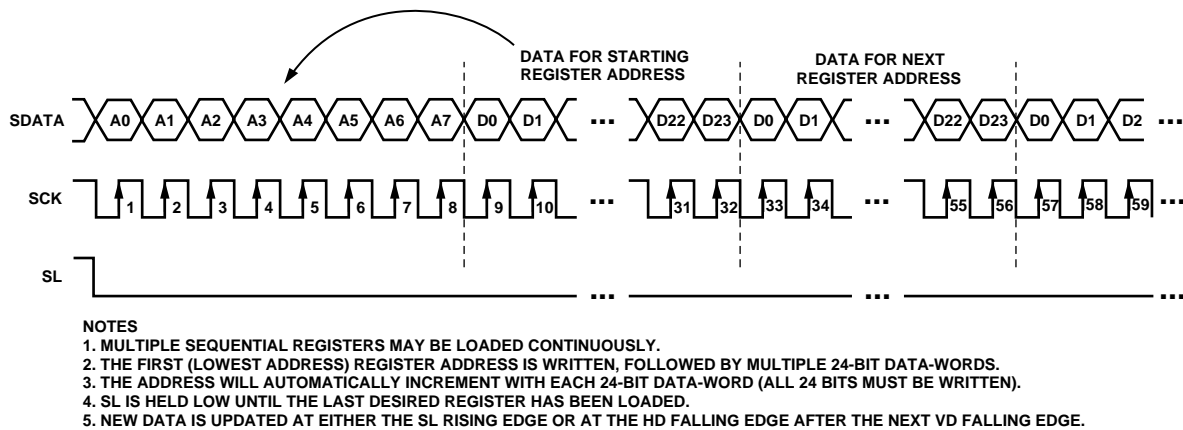 DATA FOR STARTING
REGISTER ADDRESS
DATA FOR NEXT
REGISTER ADDRESS
SDATA A0 A1 A2 A3 A4 A5 A6 A7 D0 D1 ... D22 D23 D0 D1 ... D22 D23 D0 D1 D2 ...
SCK 1 2 3 4 5 6 7 8 9 10 ... 31 32 33 34 ... 55 56 57 58 59 ...
SL ... ... ...
NOTES
1. MULTIPLE SEQUENTIAL REGISTERS MAY BE LOADED CONTINUOUSLY.
2. THE FIRST (LOWEST ADDRESS) REGISTER ADDRESS IS WRITTEN, FOLLOWED BY MULTIPLE 24-BIT DATA-WORDS.
3. THE ADDRESS WILL AUTOMATICALLY INCREMENT WITH EACH 24-BIT DATA-WORD (ALL 24 BITS MUST BE WRITTEN).
4. SL IS HELD LOW UNTIL THE LAST DESIRED REGISTER HAS BEEN LOADED.
5. NEW DATA IS UPDATED AT EITHER THE SL RISING EDGE OR AT THE HD FALLING EDGE AFTER THE NEXT VD FALLING EDGE.